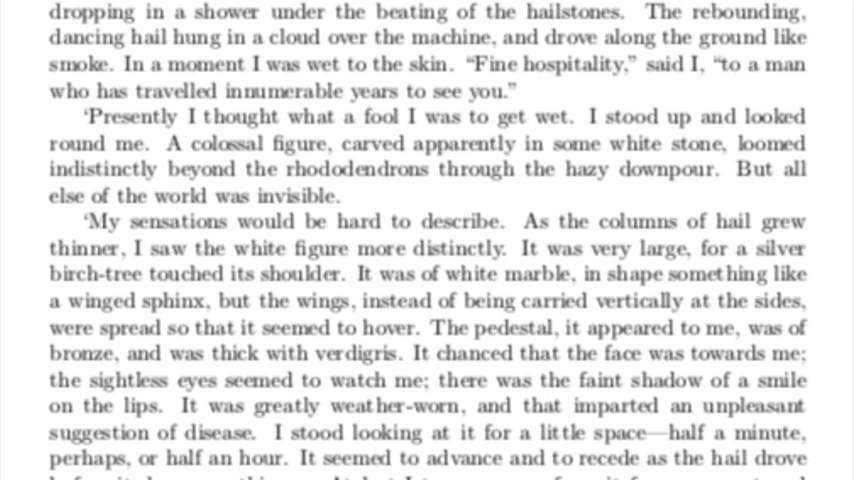 dropping in a shower under the beating of the hailstones. The rebounding,
dancing hail hung in a cloud over the machine, and drove along the ground like
smoke. In a moment I was wet to the skin. “Fine hospitality,” said I, “to a man
who has travelled innumerable years to see you.”
‘Presently I thought what a fool I was to get wet. I stood up and looked
round me. A colossal figure, carved apparently in some white stone, loomed
indistinctly beyond the rhododendrons through the hazy downpour. But all
else of the world was invisible.
‘My sensations would be hard to describe. As the columns of hail grew
thinner, I saw the white figure more distinctly. It was very large, for a silver
birch-tree touched its shoulder. It was of white marble, in shape something like
a winged sphinx, but the wings, instead of being carried vertically at the sides,
were spread so that it seemed to hover. The pedestal, it appeared to me, was of
bronze, and was thick with verdigris. It chanced that the face was towards me;
the sightless eyes seemed to watch me; there was the faint shadow of a smile
on the lips. It was greatly weather-worn, and that imparted an unpleasant
suggestion of disease. I stood looking at it for a little space—half a minute,
perhaps, or half an hour. It seemed to advance and to recede as the hail drove